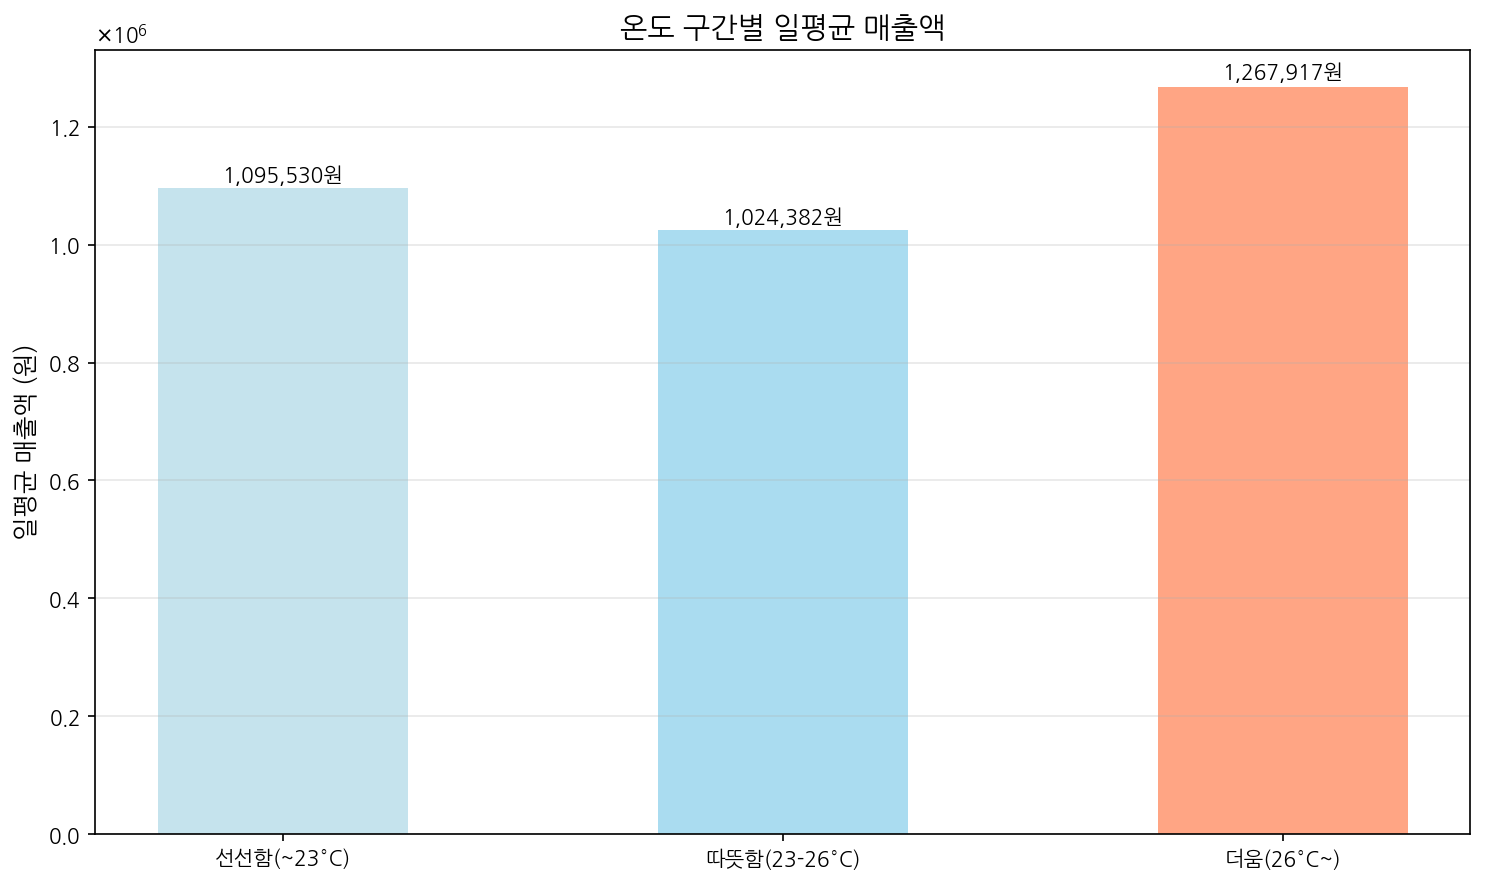 온도 구간별 일평균 매출액
×10⁶
1,267,917원
1.2
1,095,530원
1,024,382원
1.0
0.8
일평균 매출액 (원)
0.6
0.4
0.2
0.0
선선함(~23°C)
따뜻함(23-26°C)
더움(26°C~)